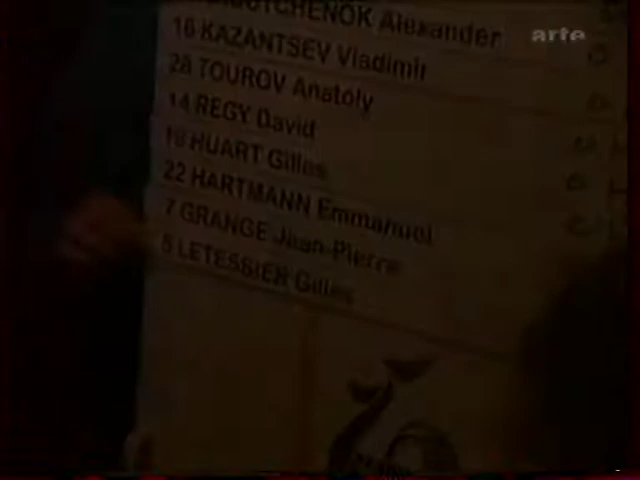 Alexander
arte
16 KAZANTSEV Vladimir
28 TOUROV Anatoly
14 REGY David
HUART Gilles
22 HARTMANN Emmanuel
7 GRANGE Jean-Pierre
LETESSIER Gilles